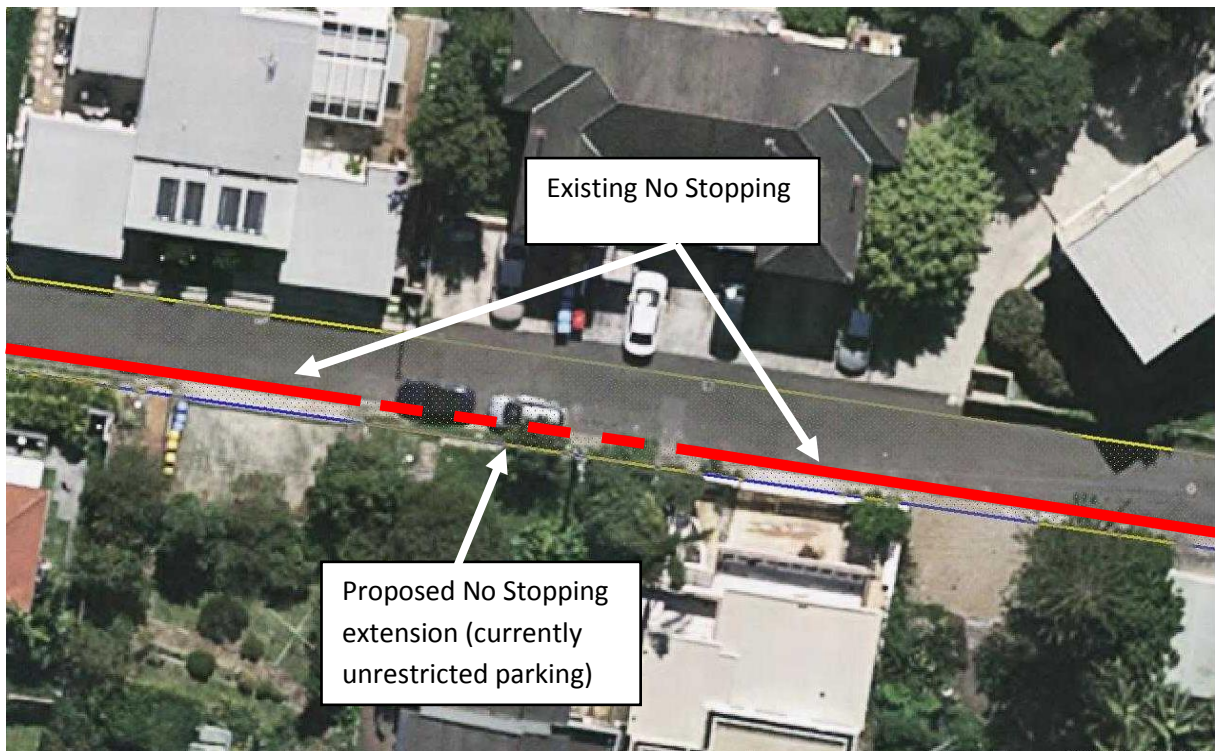 Existing No Stopping
Proposed No Stopping
extension (currently
unrestricted parking)